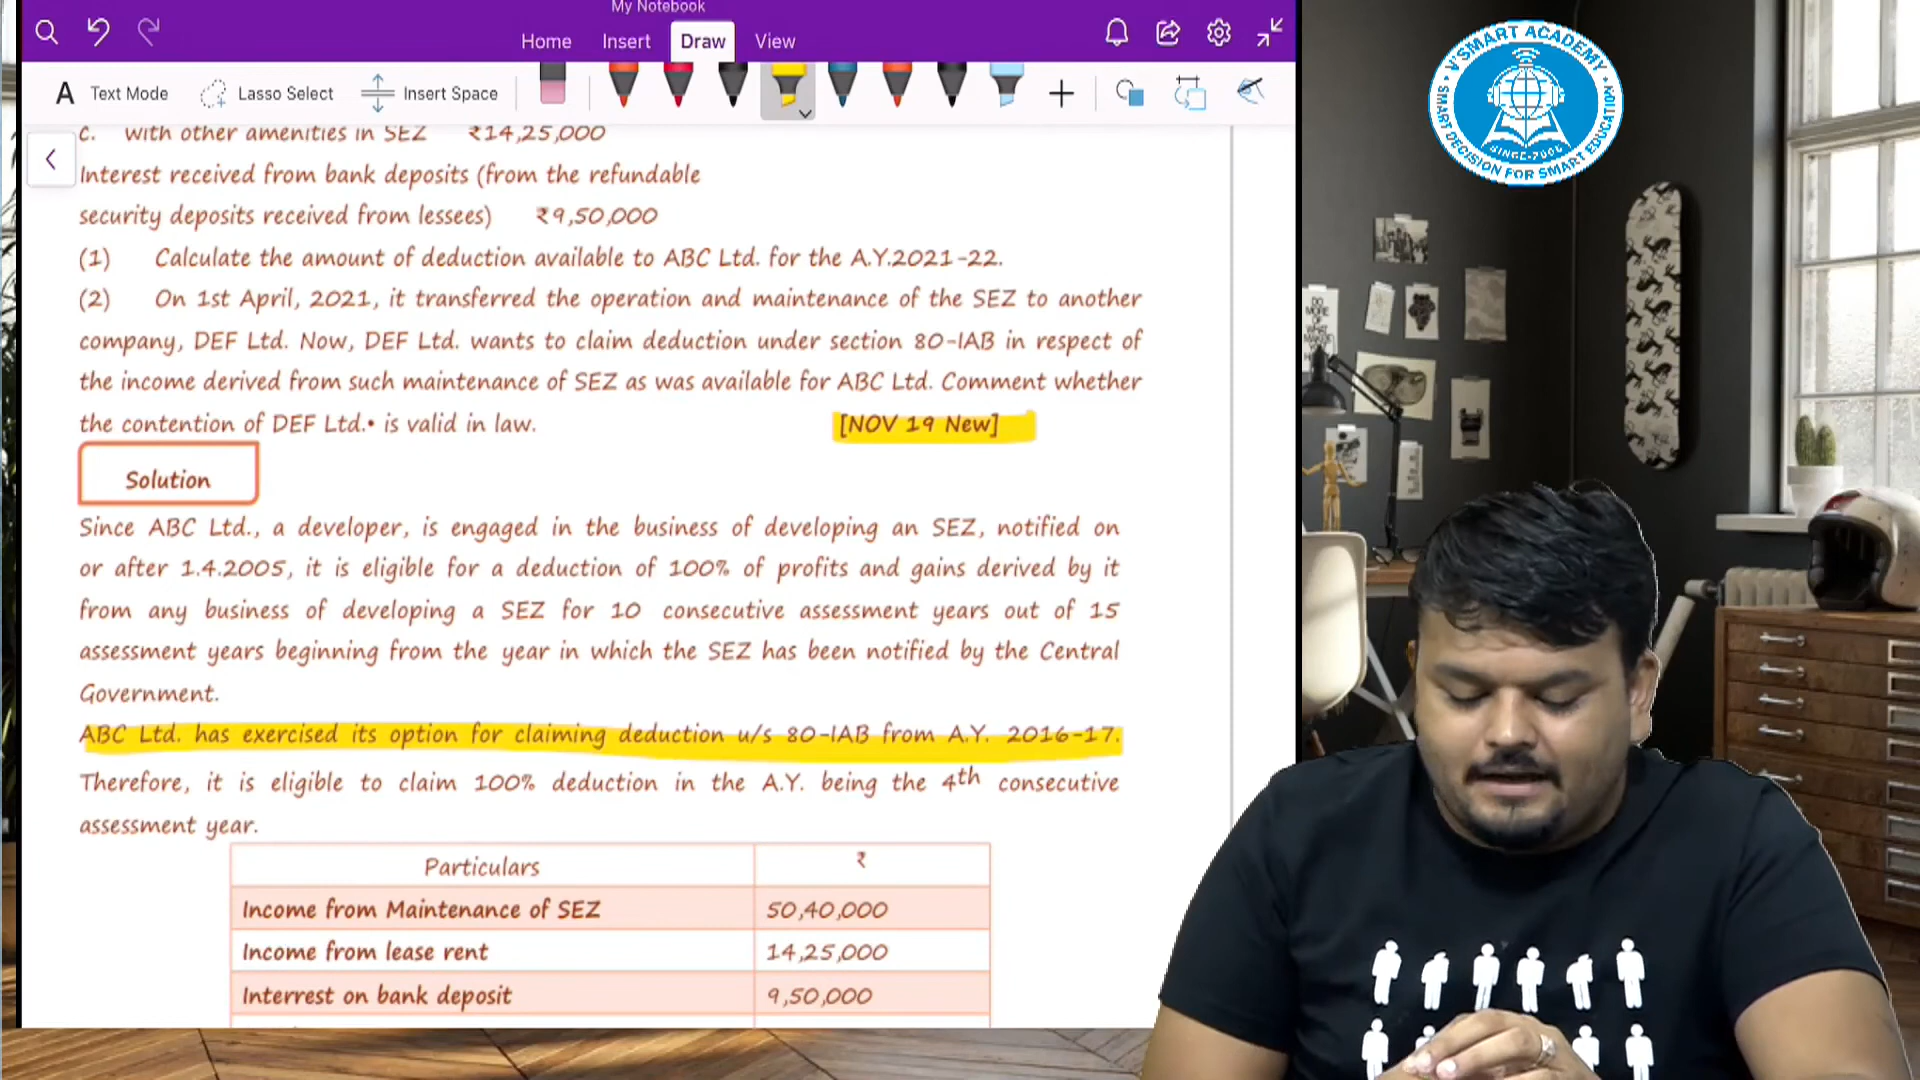 My Notebook
Home Insert Draw View
A Text Mode Lasso Select Insert Space
c. with other amenities in SEZ ₹14,25,000
Interest received from bank deposits (from the refundable
security deposits received from lessees) ₹9,50,000
(1) Calculate the amount of deduction available to ABC Ltd. for the A.Y.2021-22.
(2) On 1st April, 2021, it transferred the operation and maintenance of the SEZ to another
company, DEF Ltd. Now, DEF Ltd. wants to claim deduction under section 80-IAB in respect of
the income derived from such maintenance of SEZ as was available for ABC Ltd. Comment whether
the contention of DEF Ltd.• is valid in law. [NOV 19 New]
Solution
Since ABC Ltd., a developer, is engaged in the business of developing an SEZ, notified on
or after 1.4.2005, it is eligible for a deduction of 100% of profits and gains derived by it
from any business of developing a SEZ for 10 consecutive assessment years out of 15
assessment years beginning from the year in which the SEZ has been notified by the Central
Government.
ABC Ltd. has exercised its option for claiming deduction u/s 80-IAB from A.Y. 2016-17.
Therefore, it is eligible to claim 100% deduction in the A.Y. being the 4th consecutive
assessment year.
Particulars ₹
Income from Maintenance of SEZ 50,40,000
Income from lease rent 14,25,000
Interrest on bank deposit 9,50,000
V'SMART ACADEMY
SMART DECISION FOR SMART EDUCATION
SINCE-2006
DO
MORE
OF
WHAT
MAKES